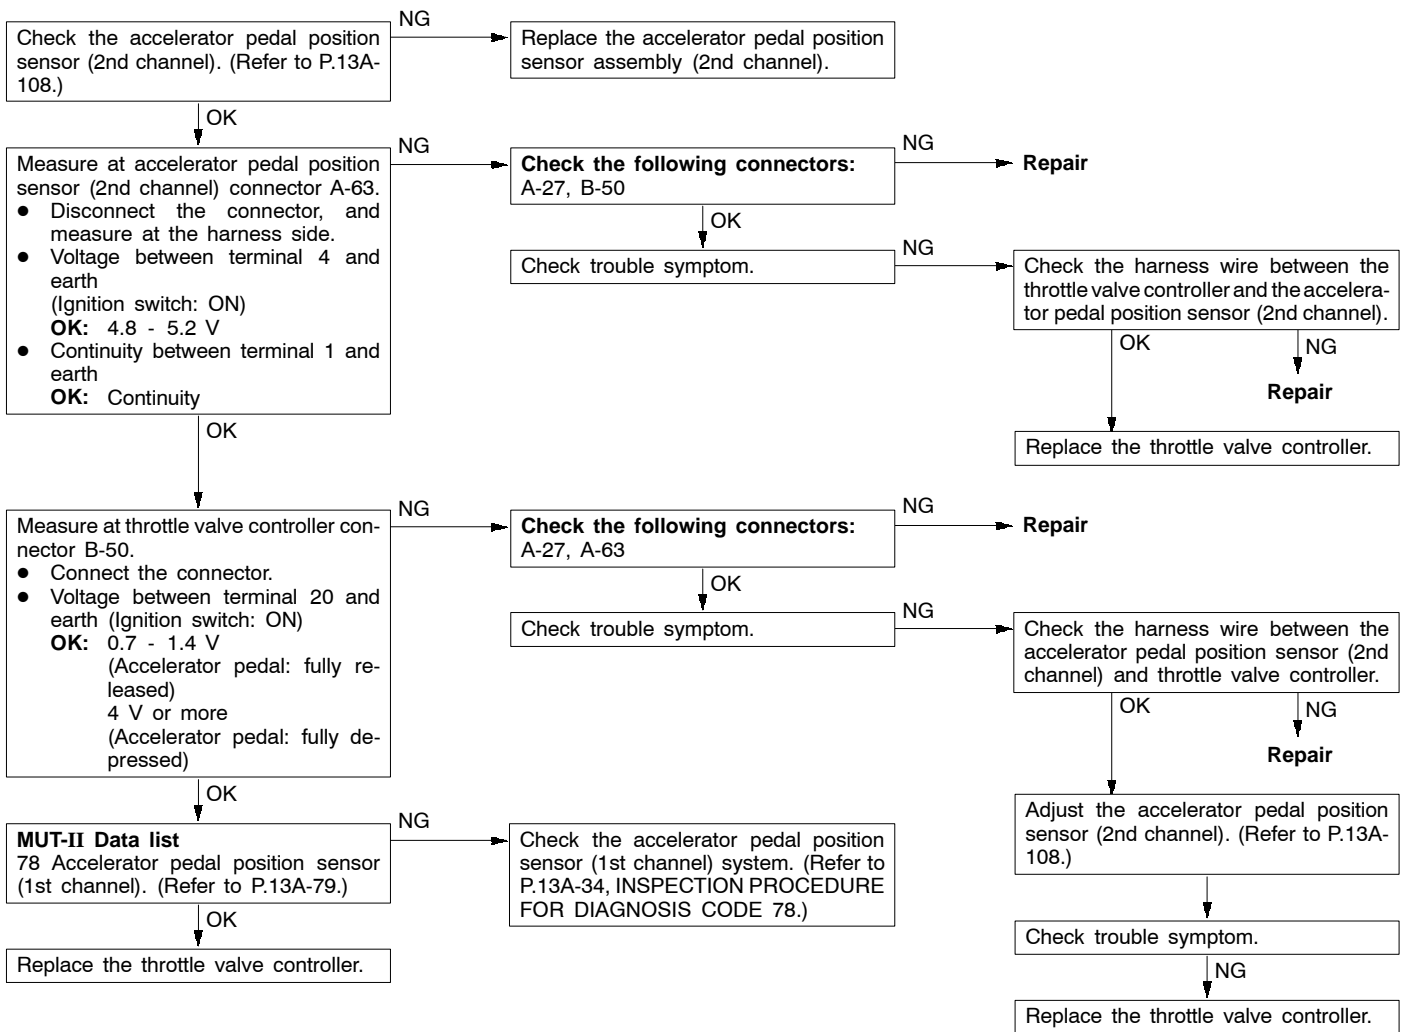 NG
Check the accelerator pedal position
sensor (2nd channel). (Refer to P.13A-
108.)
Replace the accelerator pedal position
sensor assembly (2nd channel).
OK
Measure at accelerator pedal position
sensor (2nd channel) connector A-63.
● Disconnect the connector, and
measure at the harness side.
● Voltage between terminal 4 and
earth
(Ignition switch: ON)
OK: 4.8 - 5.2 V
● Continuity between terminal 1 and
earth
OK: Continuity
NG
Check the following connectors:
A-27, B-50
NG
Repair
OK
Check trouble symptom.
NG
Check the harness wire between the
throttle valve controller and the accelera-
tor pedal position sensor (2nd channel).
OK
NG
Repair
Replace the throttle valve controller.
OK
Measure at throttle valve controller con-
nector B-50.
● Connect the connector.
● Voltage between terminal 20 and
earth (Ignition switch: ON)
OK: 0.7 - 1.4 V
(Accelerator pedal: fully re-
leased)
4 V or more
(Accelerator pedal: fully de-
pressed)
NG
Check the following connectors:
A-27, A-63
NG
Repair
OK
Check trouble symptom.
NG
Check the harness wire between the
accelerator pedal position sensor (2nd
channel) and throttle valve controller.
OK
NG
Repair
Adjust the accelerator pedal position
sensor (2nd channel). (Refer to P.13A-
108.)
Check trouble symptom.
NG
Replace the throttle valve controller.
OK
MUT-II Data list
78 Accelerator pedal position sensor
(1st channel). (Refer to P.13A-79.)
NG
Check the accelerator pedal position
sensor (1st channel) system. (Refer to
P.13A-34, INSPECTION PROCEDURE
FOR DIAGNOSIS CODE 78.)
OK
Replace the throttle valve controller.